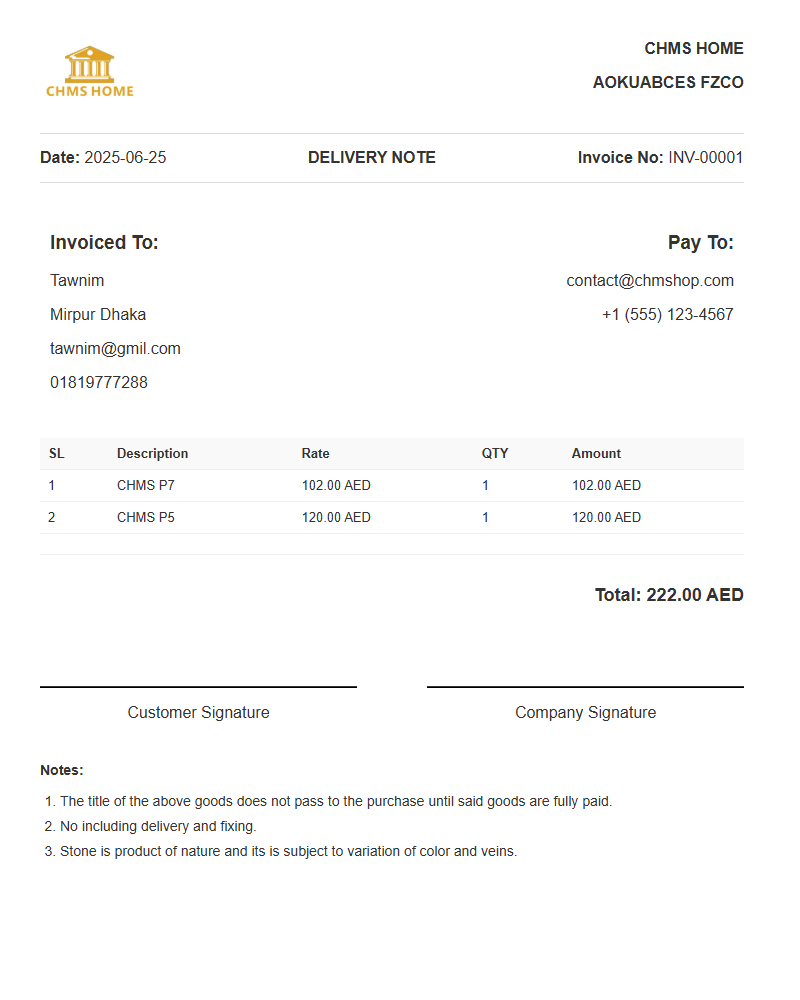 CHMS HOME
CHMS HOME
AOKUABCES FZCO
Date: 2025-06-25 DELIVERY NOTE Invoice No: INV-00001
Invoiced To:
Tawnim
Mirpur Dhaka
tawnim@gmil.com
01819777288
Pay To:
contact@chmshop.com
+1 (555) 123-4567
SL Description Rate QTY Amount
1 CHMS P7 102.00 AED 1 102.00 AED
2 CHMS P5 120.00 AED 1 120.00 AED
Total: 222.00 AED
Customer Signature Company Signature
Notes:
1. The title of the above goods does not pass to the purchase until said goods are fully paid.
2. No including delivery and fixing.
3. Stone is product of nature and its is subject to variation of color and veins.